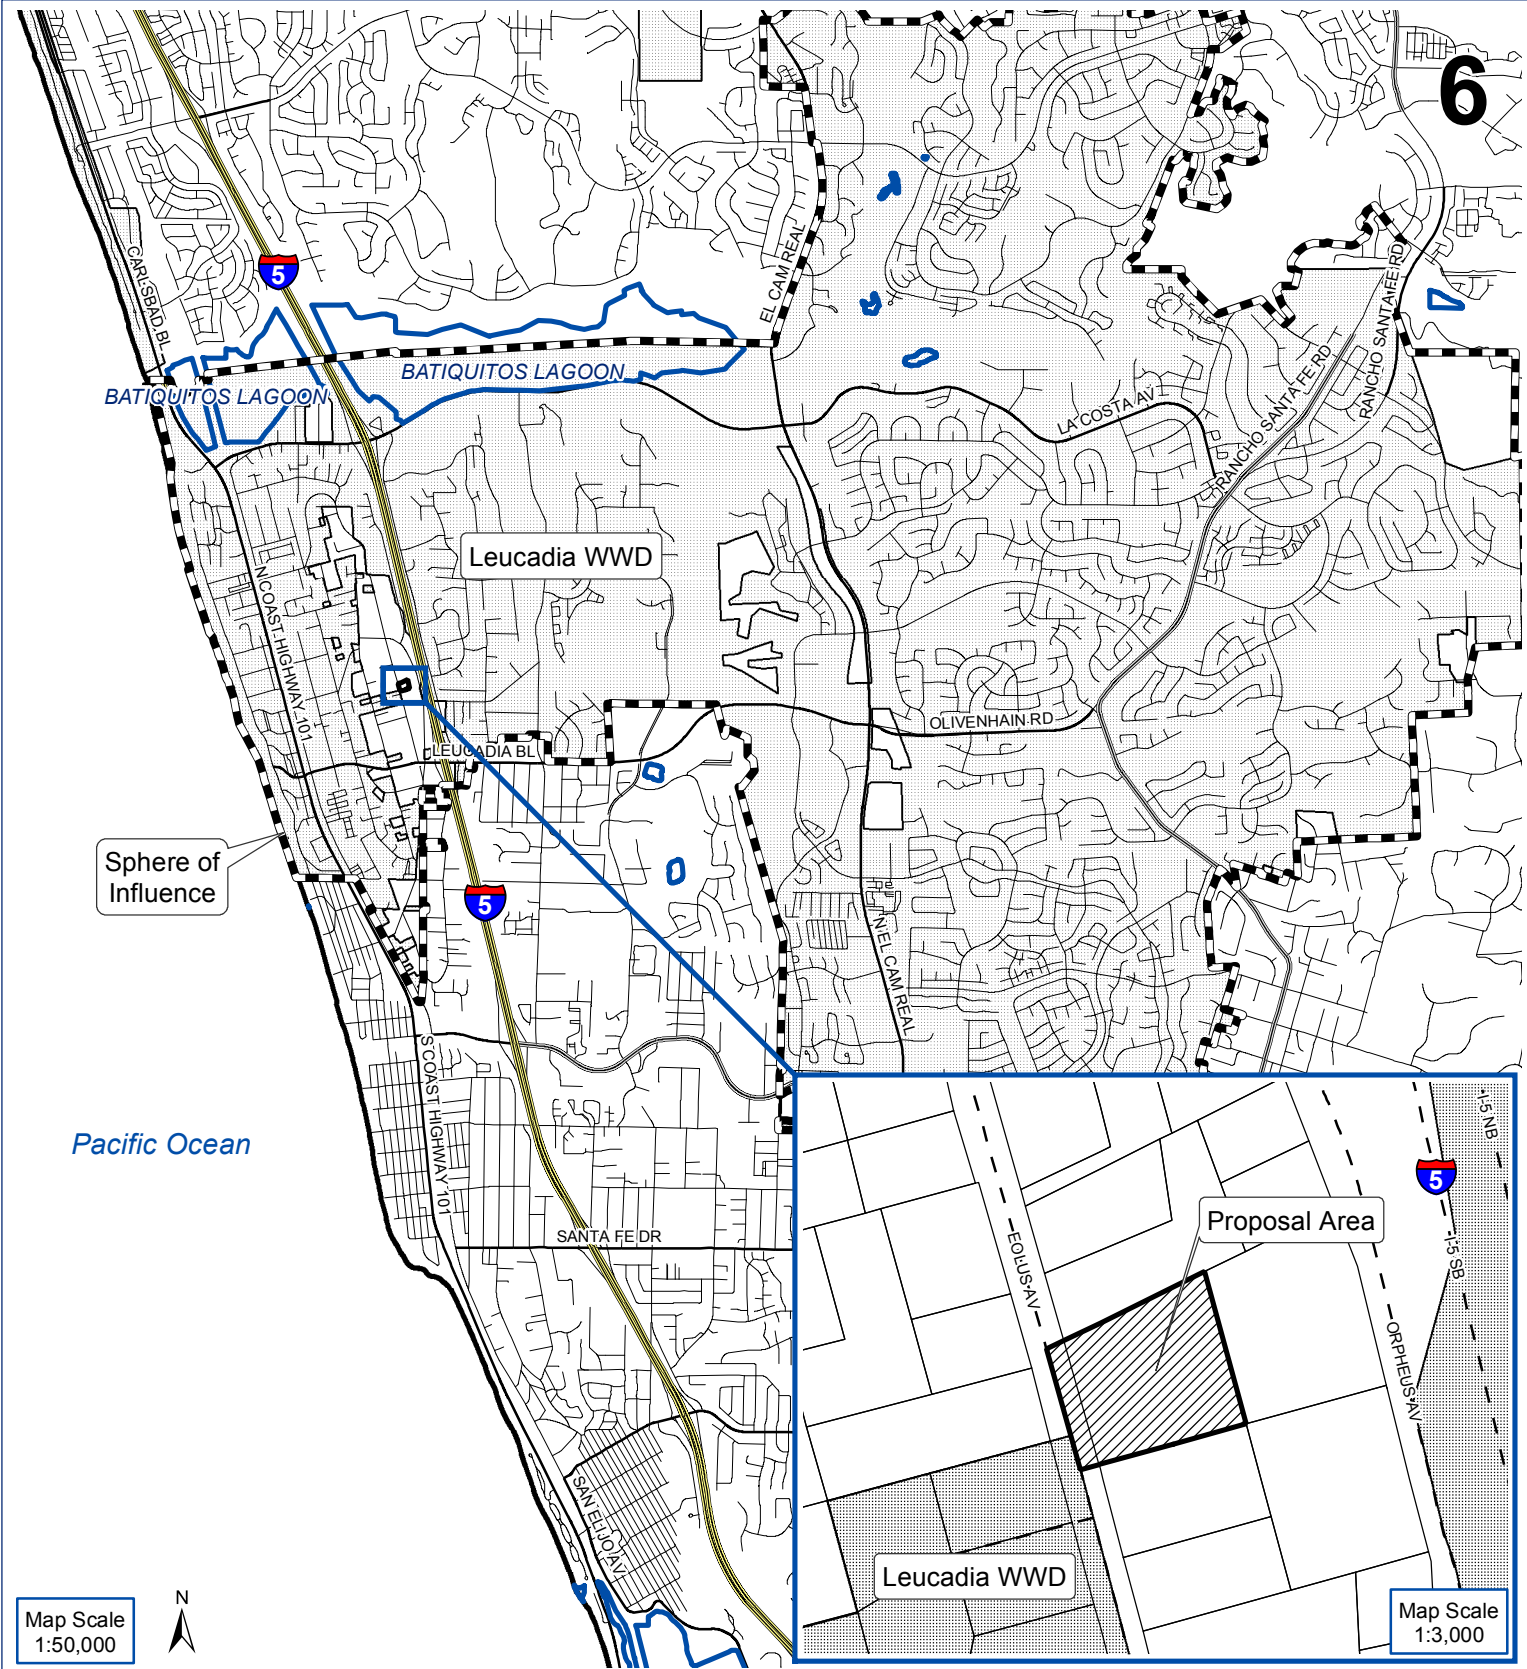 6
5
CARLSBAD BL
EL CAM REAL
RANCHO SANTA FE RD
BATIQUITOS LAGOON
BATIQUITOS LAGOON
LA COSTA AV
RANCHO SANTA FE RD
Leucadia WWD
N COAST HIGHWAY 101
OLIVENHAIN RD
LEUCADIA BL
Sphere of
Influence
5
N EL CAM REAL
S COAST HIGHWAY 101
Pacific Ocean
SANTA FE DR
SAN ELIJO AV
Map Scale
1:50,000
N
I-5 NB
5
Proposal Area
EOLUS AV
I-5 SB
ORPHEUS AV
Leucadia WWD
Map Scale
1:3,000